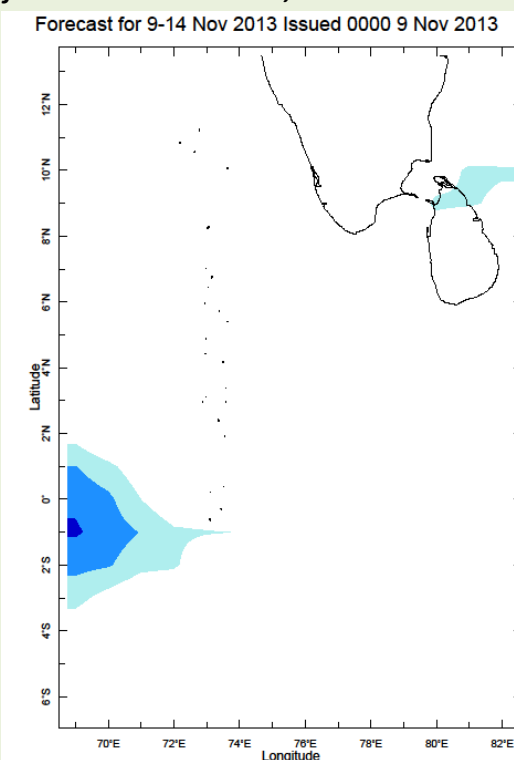 Forecast for 9-14 Nov 2013 Issued 0000 9 Nov 2013
12°N
10°N
8°N
6°N
4°N
2°N
0°
2°S
4°S
6°S
Latitude
70°E 72°E 74°E 76°E 78°E 80°E 82°E
Longitude